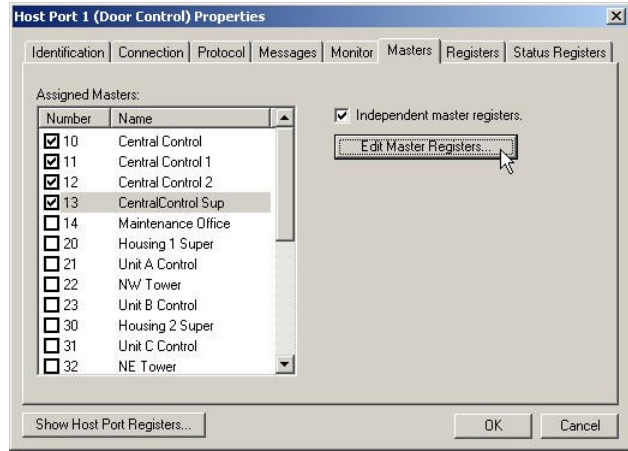 Host Port 1 (Door Control) Properties
Identification Connection Protocol Messages Monitor Masters Registers Status Registers
Assigned Masters:
Number Name
10 Central Control
11 Central Control 1
12 Central Control 2
13 CentralControl Sup
14 Maintenance Office
20 Housing 1 Super
21 Unit A Control
22 NW Tower
23 Unit B Control
30 Housing 2 Super
31 Unit C Control
32 NE Tower
Independent master registers.
Edit Master Registers...
Show Host Port Registers...
OK Cancel